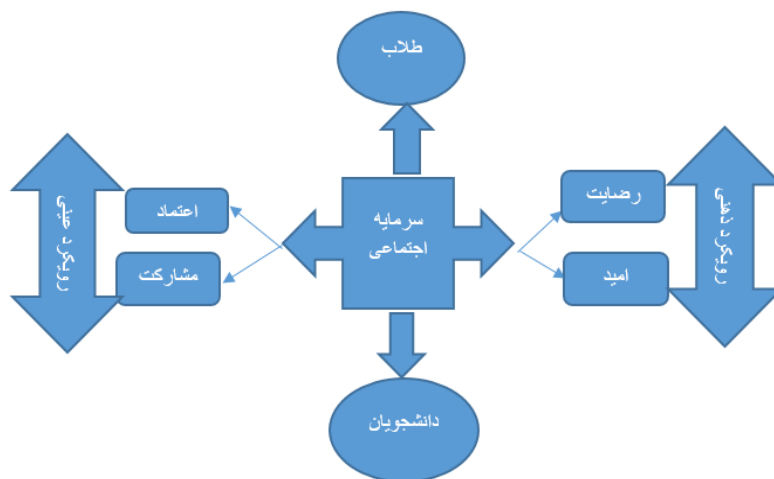 طلاب
رضایت
امید
رویکرد ذهنی
سرمایه
اجتماعی
اعتماد
مشارکت
رویکرد عینی
دانشجویان